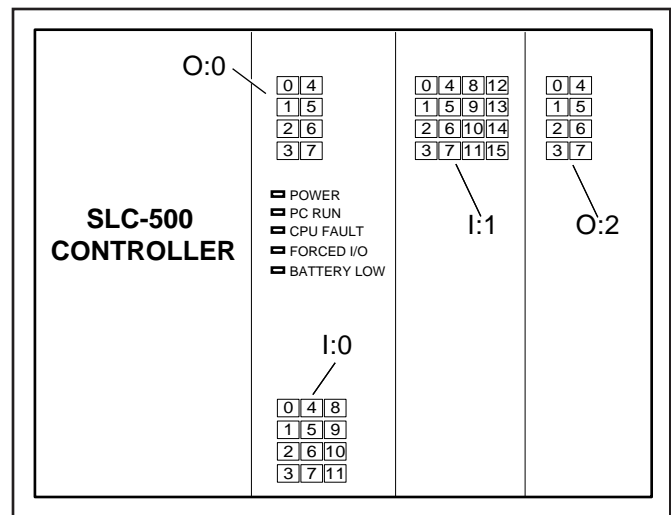 O:0
0 4
1 5
2 6
3 7
0 4 8 12
1 5 9 13
2 6 10 14
3 7 11 15
0 4
1 5
2 6
3 7
SLC-500
CONTROLLER
POWER
PC RUN
CPU FAULT
FORCED I/O
BATTERY LOW
I:1
O:2
I:0
0 4 8
1 5 9
2 6 10
3 7 11